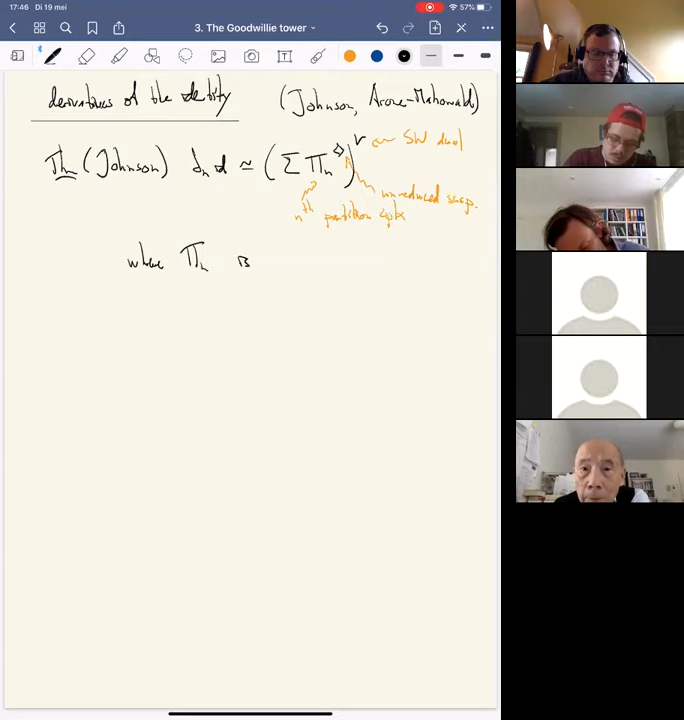 17:46 Di 19 mei 57%
3. The Goodwillie tower
derivatives of the identity (Johnson, Arone-Mahowald)
Thm (Johnson) ∂n id ≃ (Σ Πn^◇)^∨ ~ SW dual
unreduced susp.
nth partition cplx
where Πn is